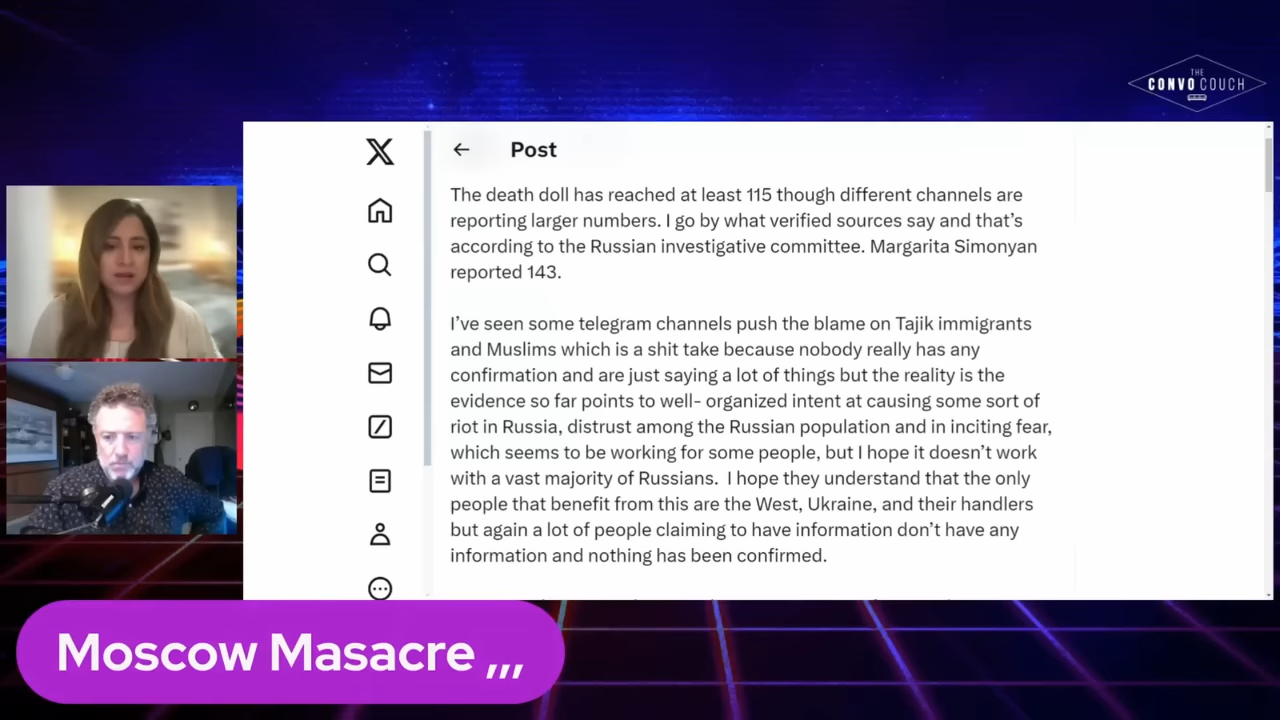 THE
CONVO COUCH
Post
The death doll has reached at least 115 though different channels are
reporting larger numbers. I go by what verified sources say and that's
according to the Russian investigative committee. Margarita Simonyan
reported 143.
I've seen some telegram channels push the blame on Tajik immigrants
and Muslims which is a shit take because nobody really has any
confirmation and are just saying a lot of things but the reality is the
evidence so far points to well- organized intent at causing some sort of
riot in Russia, distrust among the Russian population and in inciting fear,
which seems to be working for some people, but I hope it doesn't work
with a vast majority of Russians. I hope they understand that the only
people that benefit from this are the West, Ukraine, and their handlers
but again a lot of people claiming to have information don't have any
information and nothing has been confirmed.
Moscow Masacre ,,,